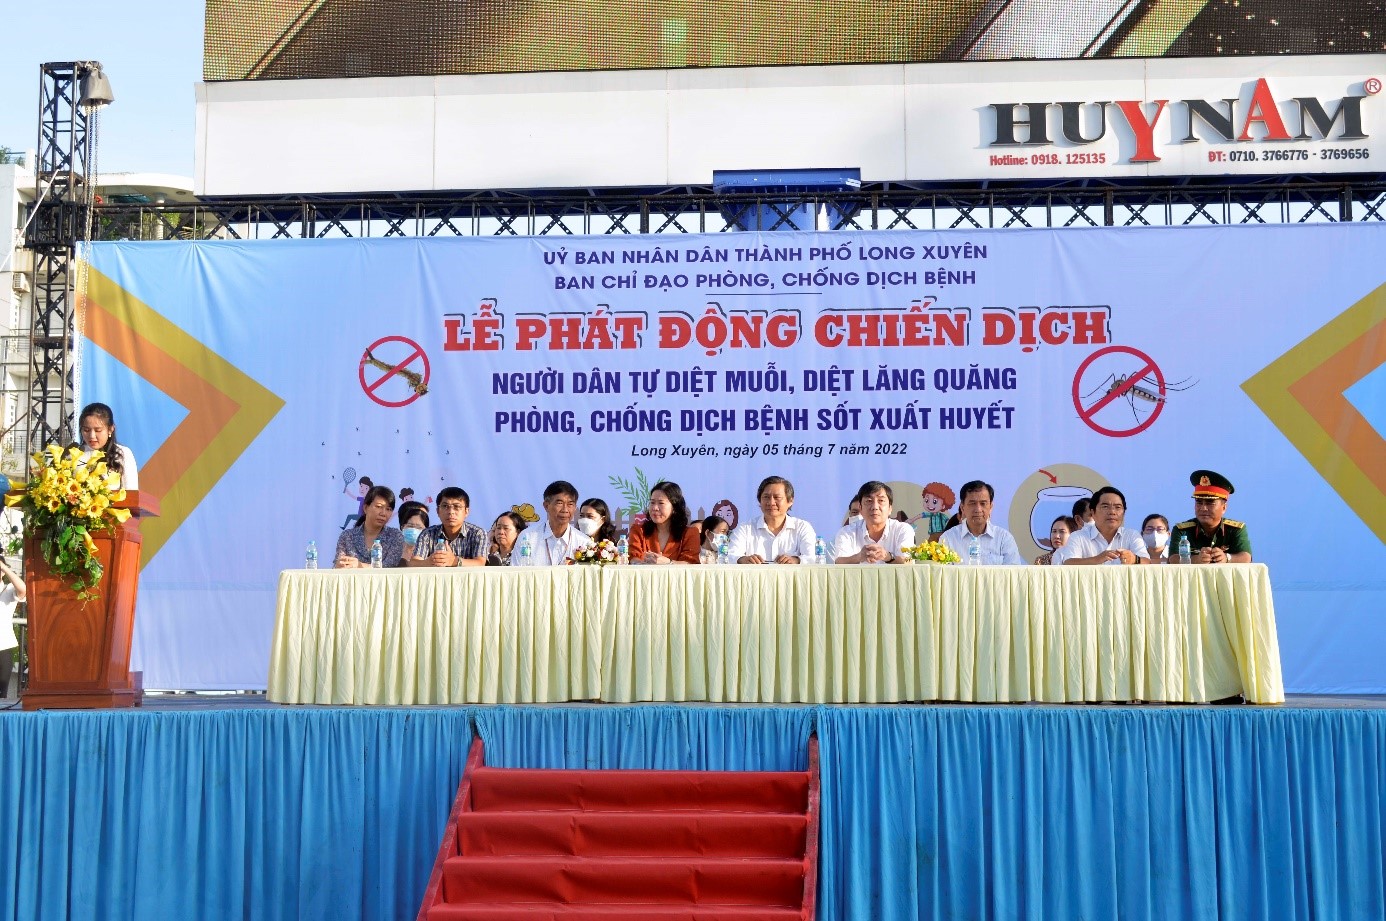 HUYNAM®
Hotline: 0918. 125135
ĐT: 0710. 3766776 - 3769656
UỶ BAN NHÂN DÂN THÀNH PHỐ LONG XUYÊN
BAN CHỈ ĐẠO PHÒNG, CHỐNG DỊCH BỆNH
LỄ PHÁT ĐỘNG CHIẾN DỊCH
NGƯỜI DÂN TỰ DIỆT MUỖI, DIỆT LĂNG QUĂNG
PHÒNG, CHỐNG DỊCH BỆNH SỐT XUẤT HUYẾT
Long Xuyên, ngày 05 tháng 7 năm 2022